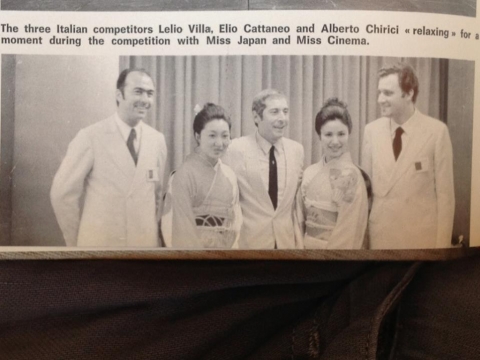 The three Italian competitors Lelio Villa, Elio Cattaneo and Alberto Chirici « relaxing » for a
moment during the competition with Miss Japan and Miss Cinema.